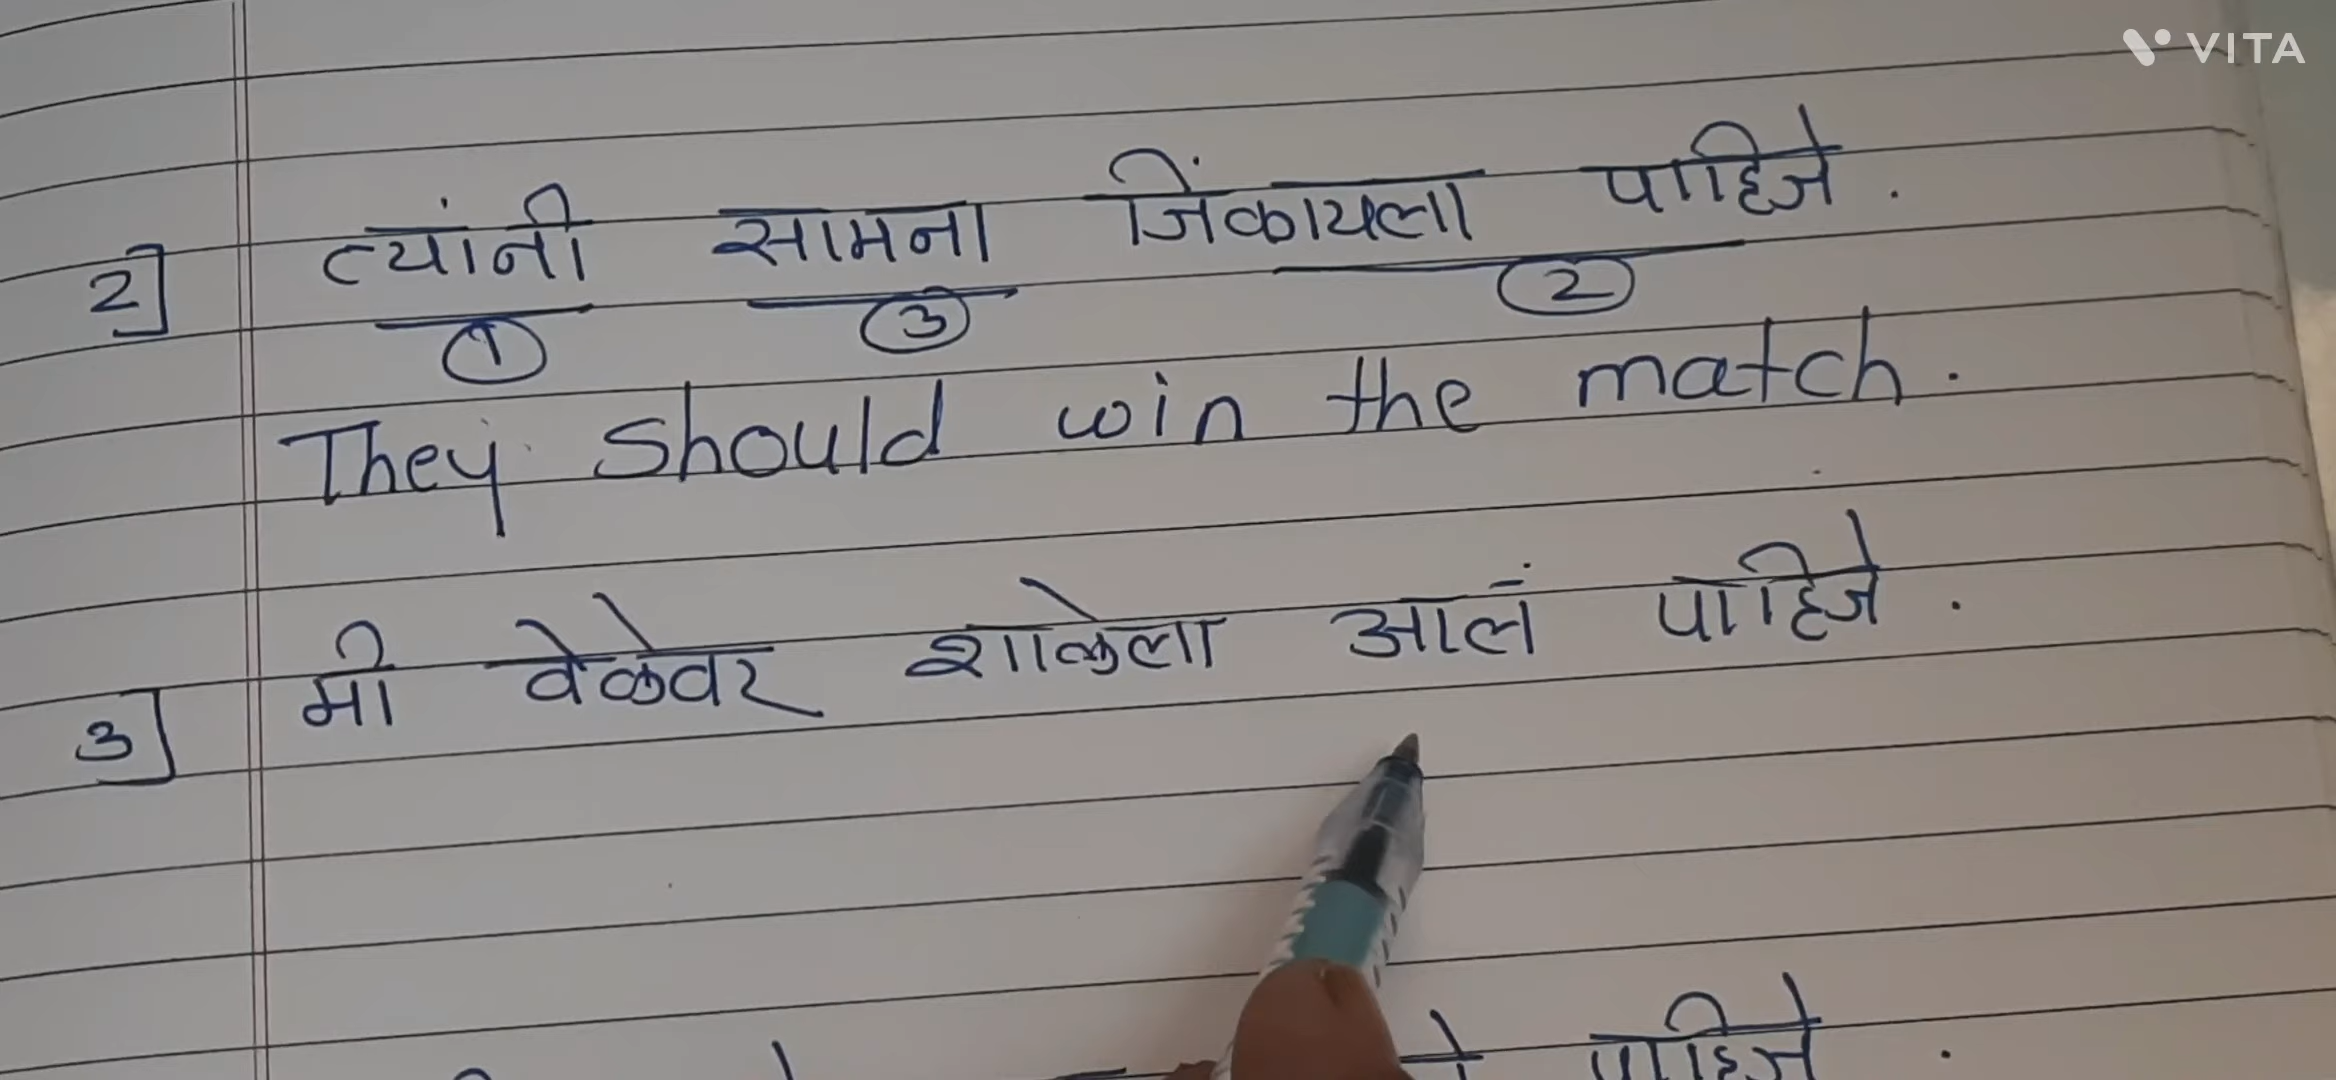 VITA
2] त्यांनी सामना जिंकायला पाहिजे.
1 3 2
They should win the match.
3] मी वेळेवर शाळेला आलं पाहिजे.
पाहिजे.